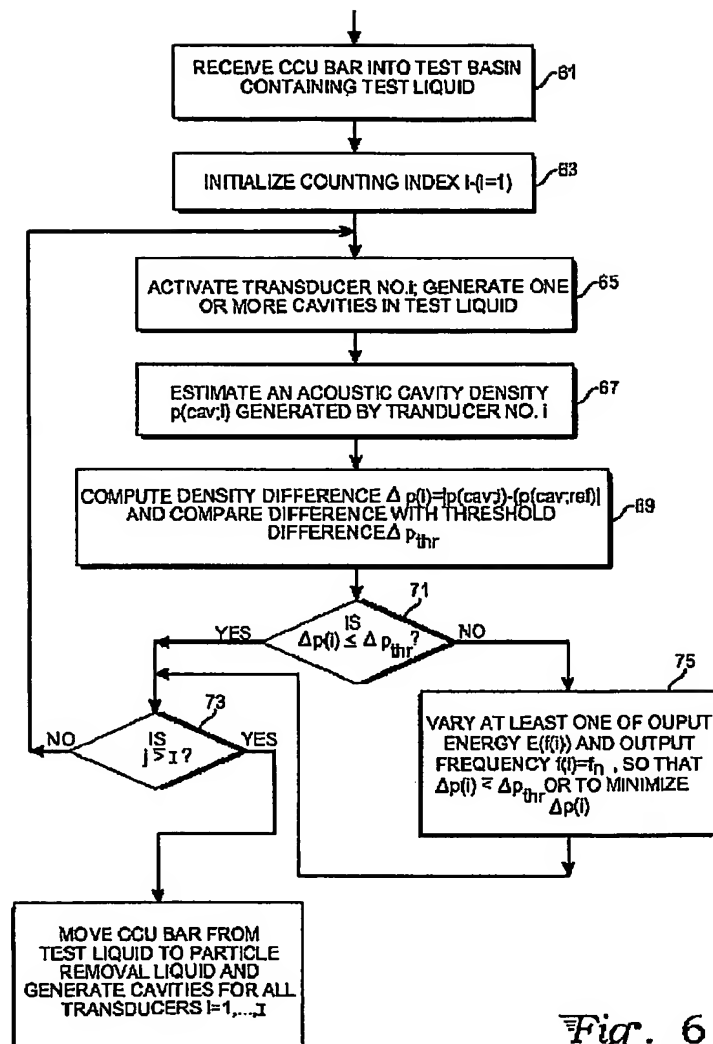 RECEIVE CCU BAR INTO TEST BASIN
CONTAINING TEST LIQUID
61
INITIALIZE COUNTING INDEX i-(i=1)
63
ACTIVATE TRANSDUCER NO.i; GENERATE ONE
OR MORE CAVITIES IN TEST LIQUID
65
ESTIMATE AN ACOUSTIC CAVITY DENSITY
p(cav;i) GENERATED BY TRANDUCER NO. i
67
COMPUTE DENSITY DIFFERENCE Δ p(i)=|p(cav;i)-(p(cav;ref)|
AND COMPARE DIFFERENCE WITH THRESHOLD
DIFFERENCE Δ pthr
69
71
IS
Δp(i) ≤ Δ pthr ?
YES
NO
75
VARY AT LEAST ONE OF OUPUT
ENERGY E(f(i)) AND OUTPUT
FREQUENCY f(i)=fn , SO THAT
Δp(i) ≤ Δpthr OR TO MINIMIZE
Δp(i)
73
IS
j ≥ I ?
NO
YES
MOVE CCU BAR FROM
TEST LIQUID TO PARTICLE
REMOVAL LIQUID AND
GENERATE CAVITIES FOR ALL
TRANSDUCERS i=1,...,I
Fig. 6